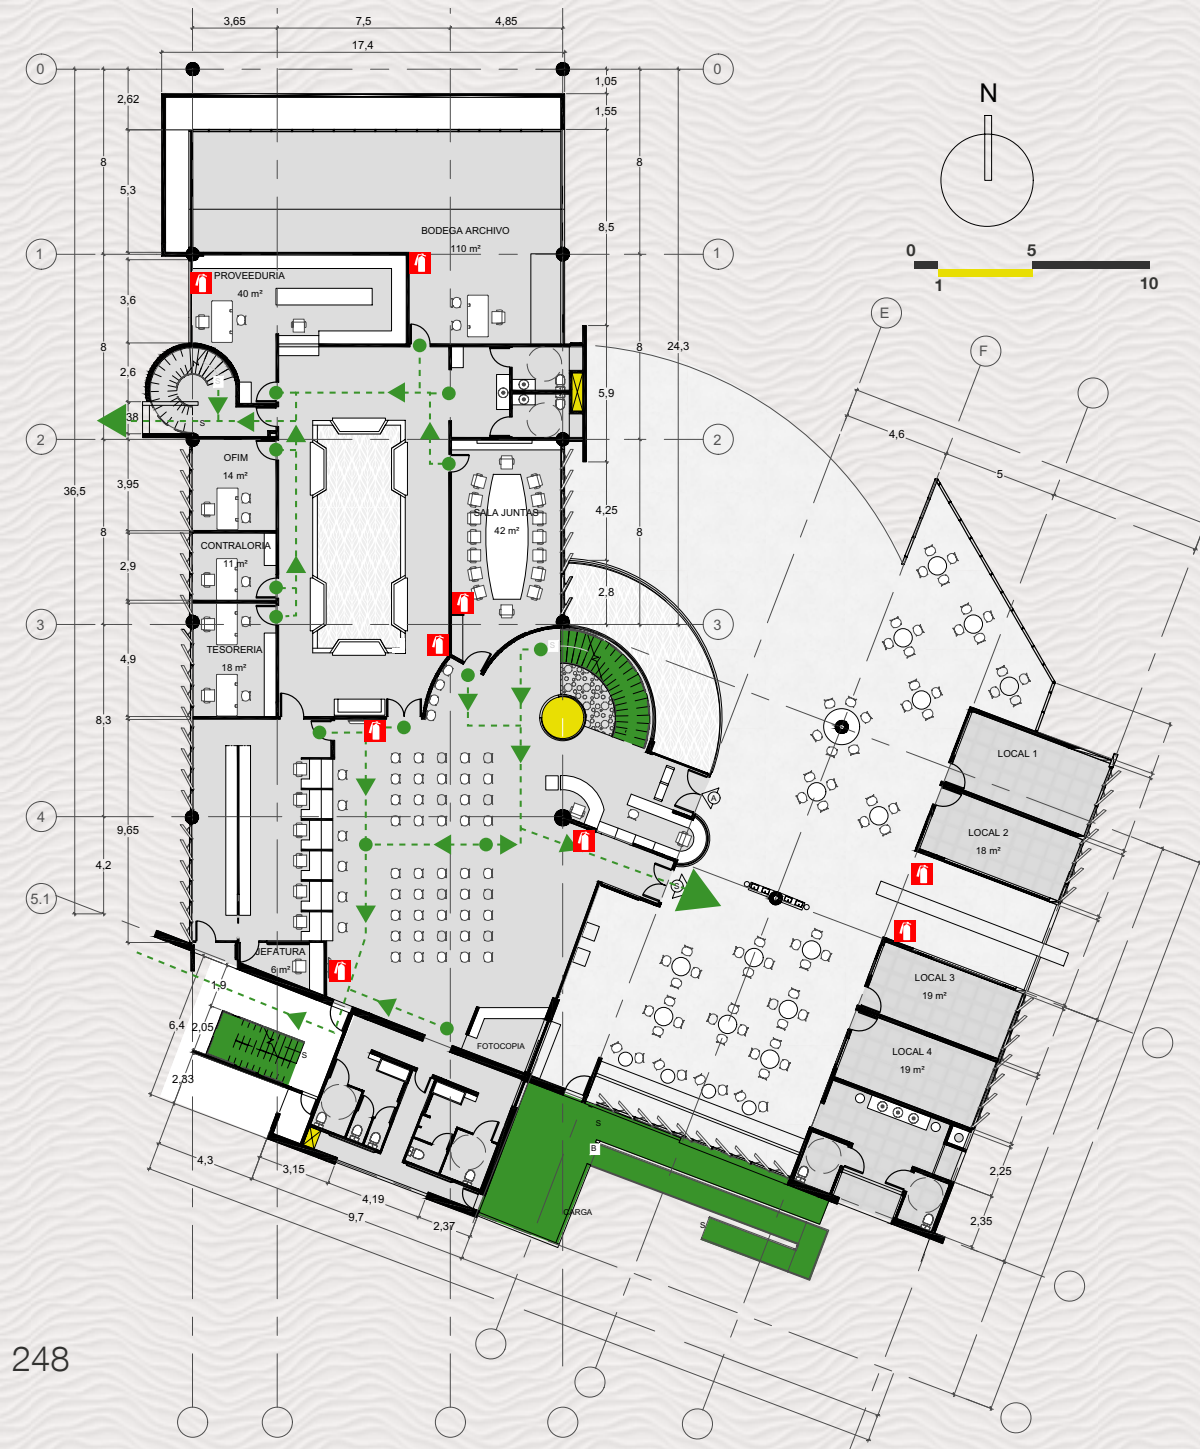 3,65
7,5
4,85
17,4
0
0
1,05
2,62
1,55
N
8
8
5,3
BODEGA ARCHIVO
110 m²
8,5
1
1
0
5
1
10
PROVEEDURIA
40 m²
3,6
E
F
8
8
24,3
2,6
5,9
38
S
4,6
2
2
OFIM
14 m²
5
36,5
3,95
SALA JUNTAS
42 m²
4,25
8
8
CONTRALORIA
11 m²
2,9
2,8
3
3
TESORERIA
18 m²
4,9
S
8,3
LOCAL 1
A
4
4
9,65
LOCAL 2
18 m²
4,2
S
5.1
JEFATURA
6 m²
LOCAL 3
19 m²
1,9
6,4
2,05
S
FOTOCOPIA
LOCAL 4
19 m²
2,33
S
B
4,3
3,15
2,25
4,19
9,7
2,37
CARGA
S
2,35
248